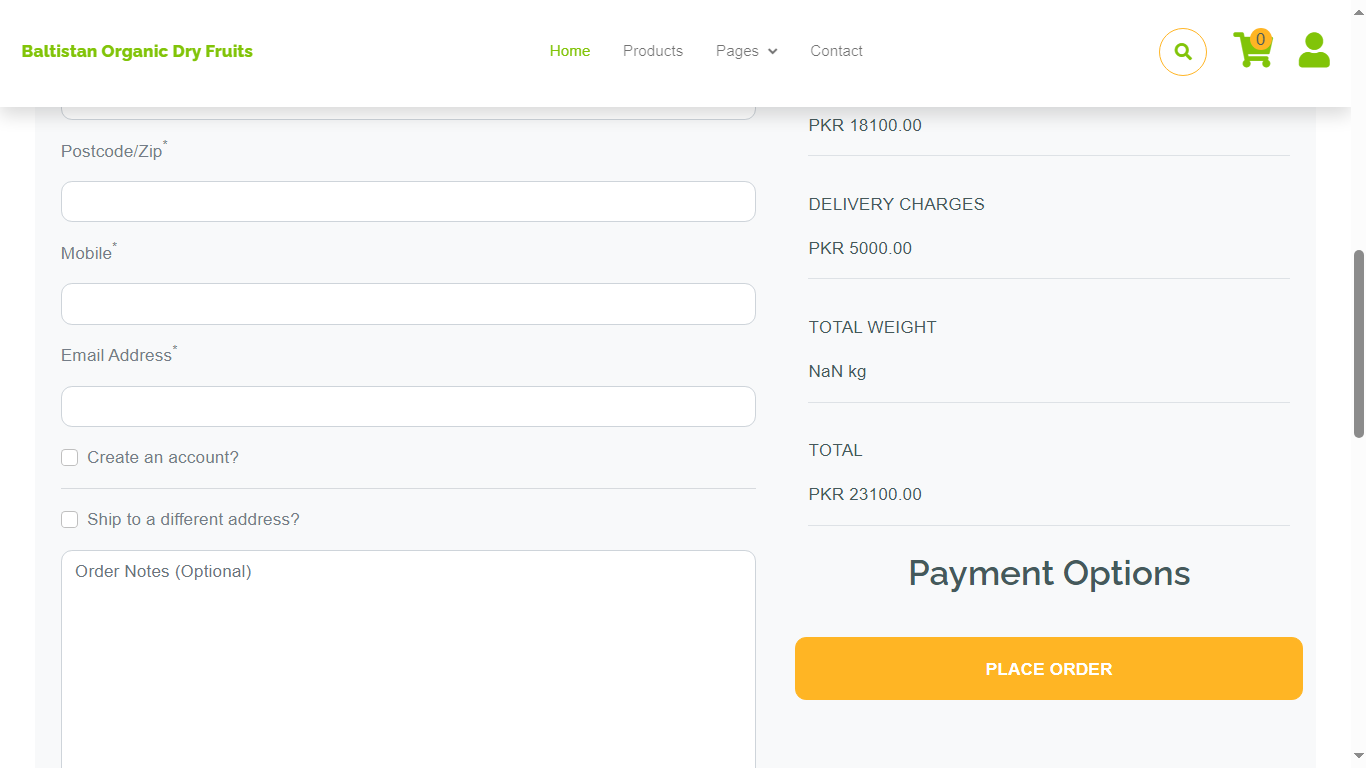 Baltistan Organic Dry Fruits
Home Products Pages Contact
0
Postcode/Zip*
Mobile*
Email Address*
Create an account?
Ship to a different address?
Order Notes (Optional)
PKR 18100.00
DELIVERY CHARGES
PKR 5000.00
TOTAL WEIGHT
NaN kg
TOTAL
PKR 23100.00
Payment Options
PLACE ORDER